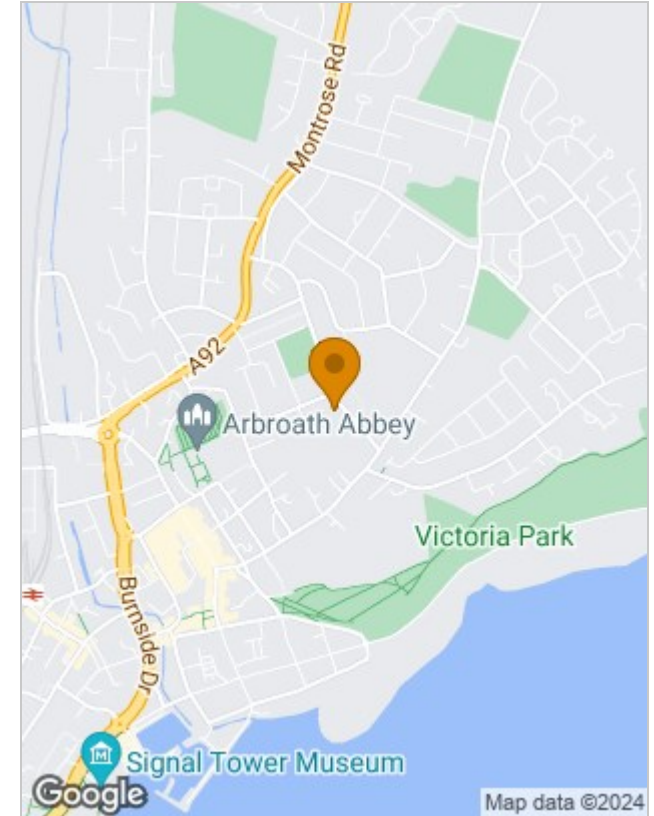 Montrose Rd
A92
Arbroath Abbey
Victoria Park
Burnside Dr
Signal Tower Museum
Google
Map data ©2024